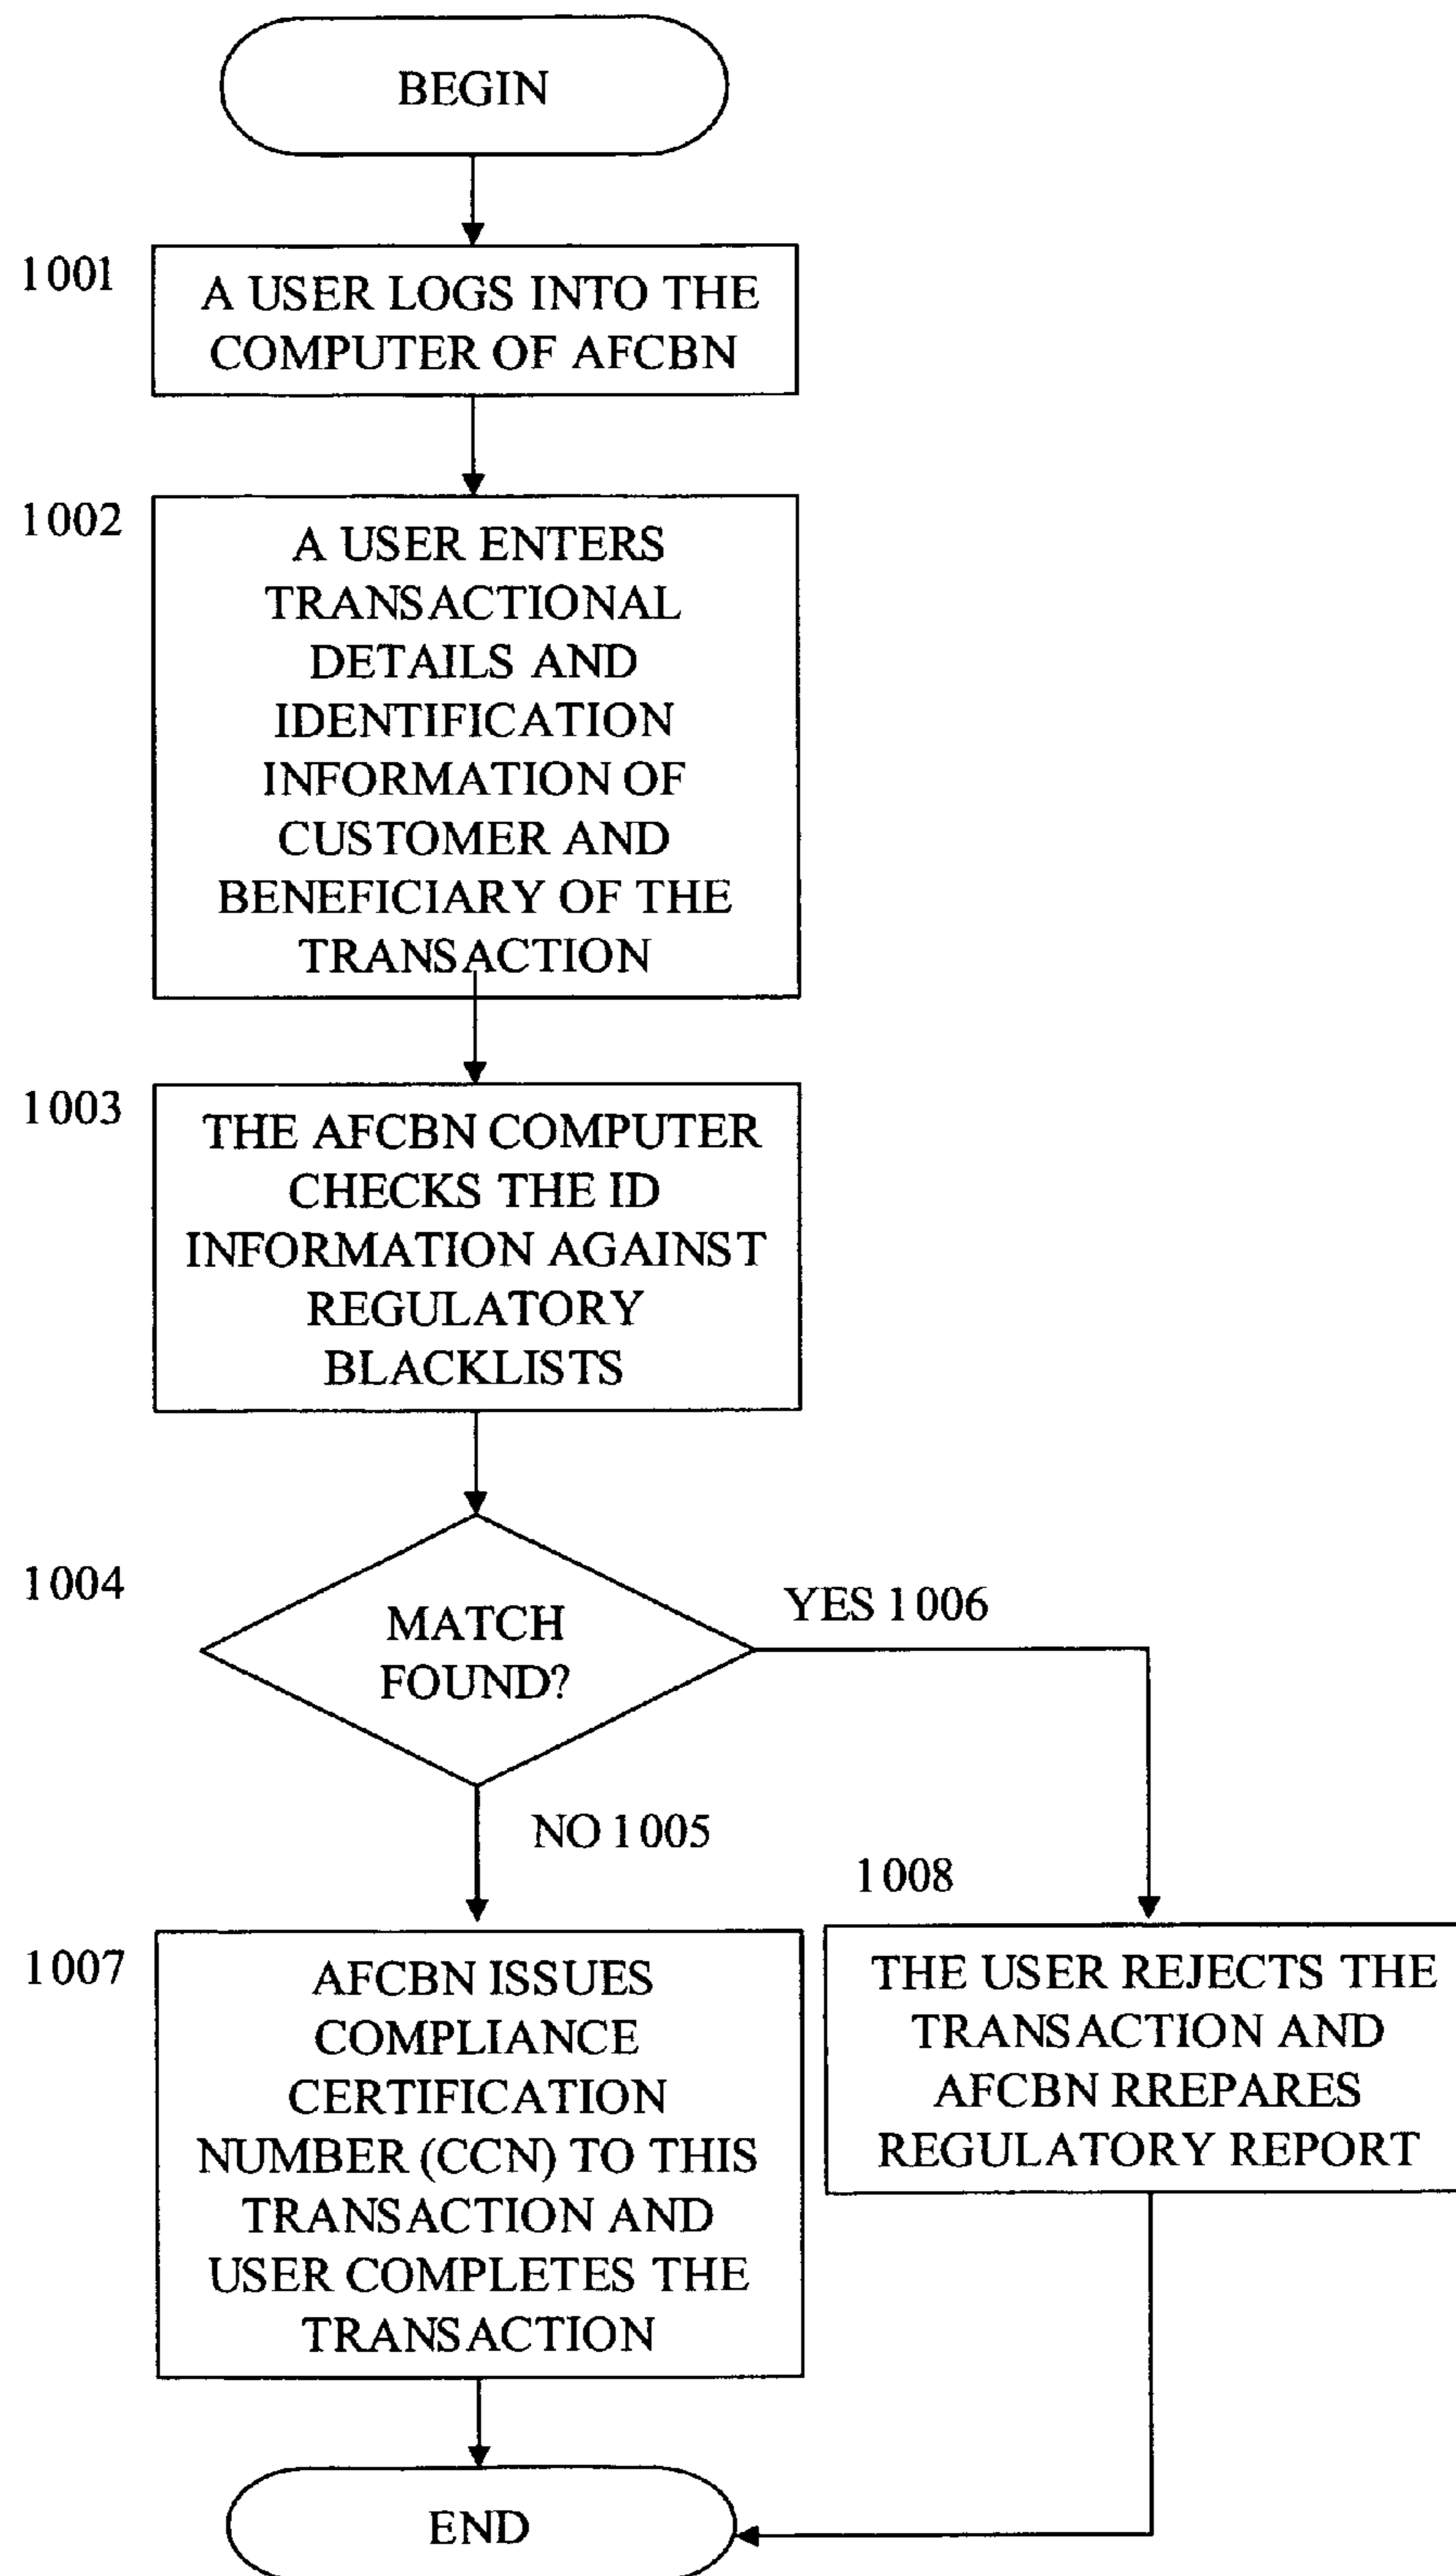 BEGIN
1001
A USER LOGS INTO THE
COMPUTER OF AFCBN
1002
A USER ENTERS
TRANSACTIONAL
DETAILS AND
IDENTIFICATION
INFORMATION OF
CUSTOMER AND
BENEFICIARY OF THE
TRANSACTION
1003
THE AFCBN COMPUTER
CHECKS THE ID
INFORMATION AGAINST
REGULATORY
BLACKLISTS
1004
MATCH
FOUND?
YES 1006
NO 1005
1007
AFCBN ISSUES
COMPLIANCE
CERTIFICATION
NUMBER (CCN) TO THIS
TRANSACTION AND
USER COMPLETES THE
TRANSACTION
1008
THE USER REJECTS THE
TRANSACTION AND
AFCBN RREPARES
REGULATORY REPORT
END